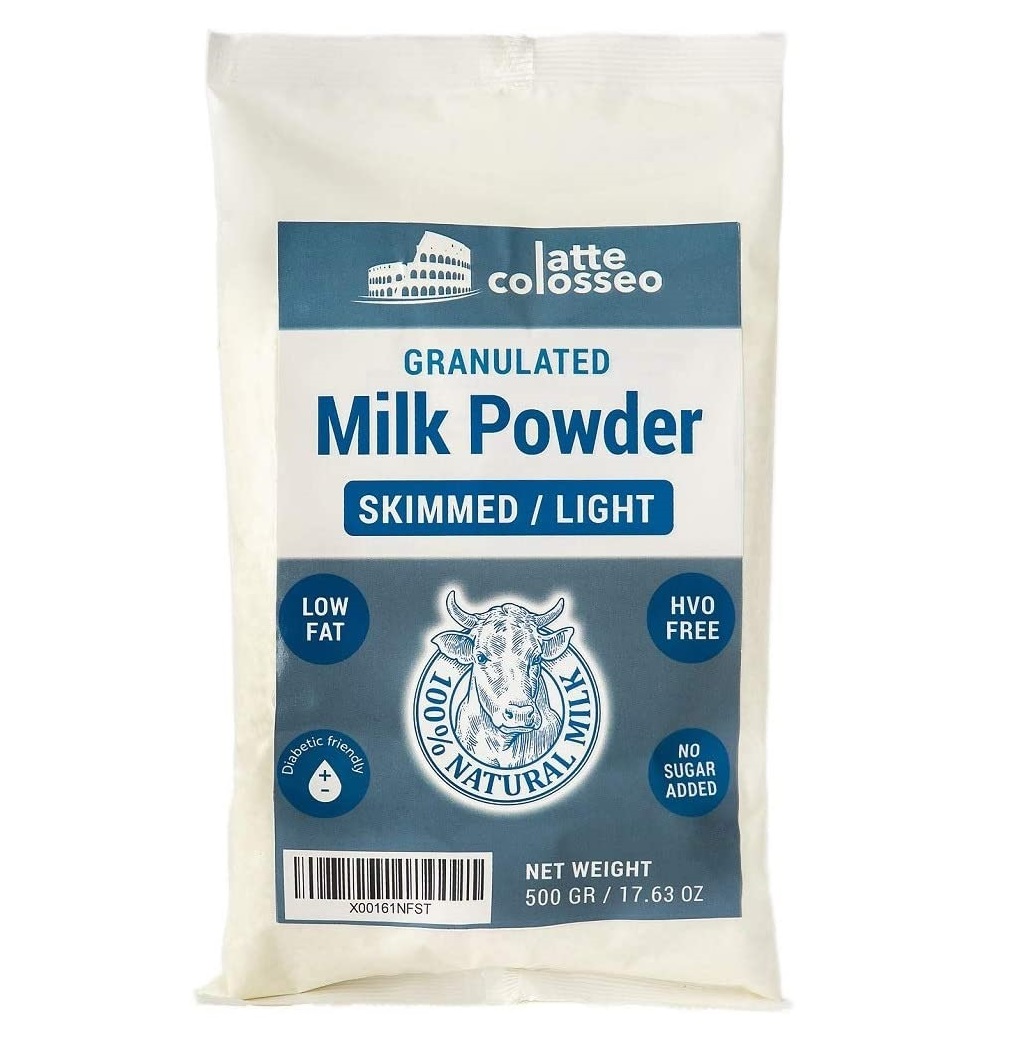 latte
colosseo
GRANULATED
Milk Powder
SKIMMED / LIGHT
LOW
FAT
HVO
FREE
100% NATURAL MILK
Diabetic friendly
+
-
NO
SUGAR
ADDED
X00161NFST
NET WEIGHT
500 GR / 17.63 OZ